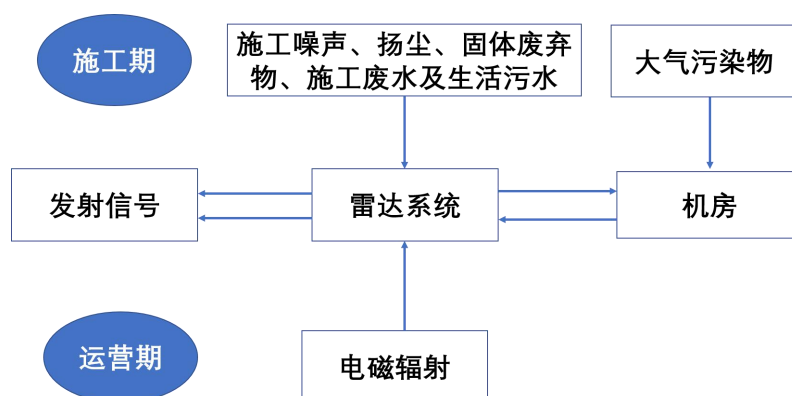 施工期
施工噪声、扬尘、固体废弃
物、施工废水及生活污水
大气污染物
发射信号
雷达系统
机房
运营期
电磁辐射